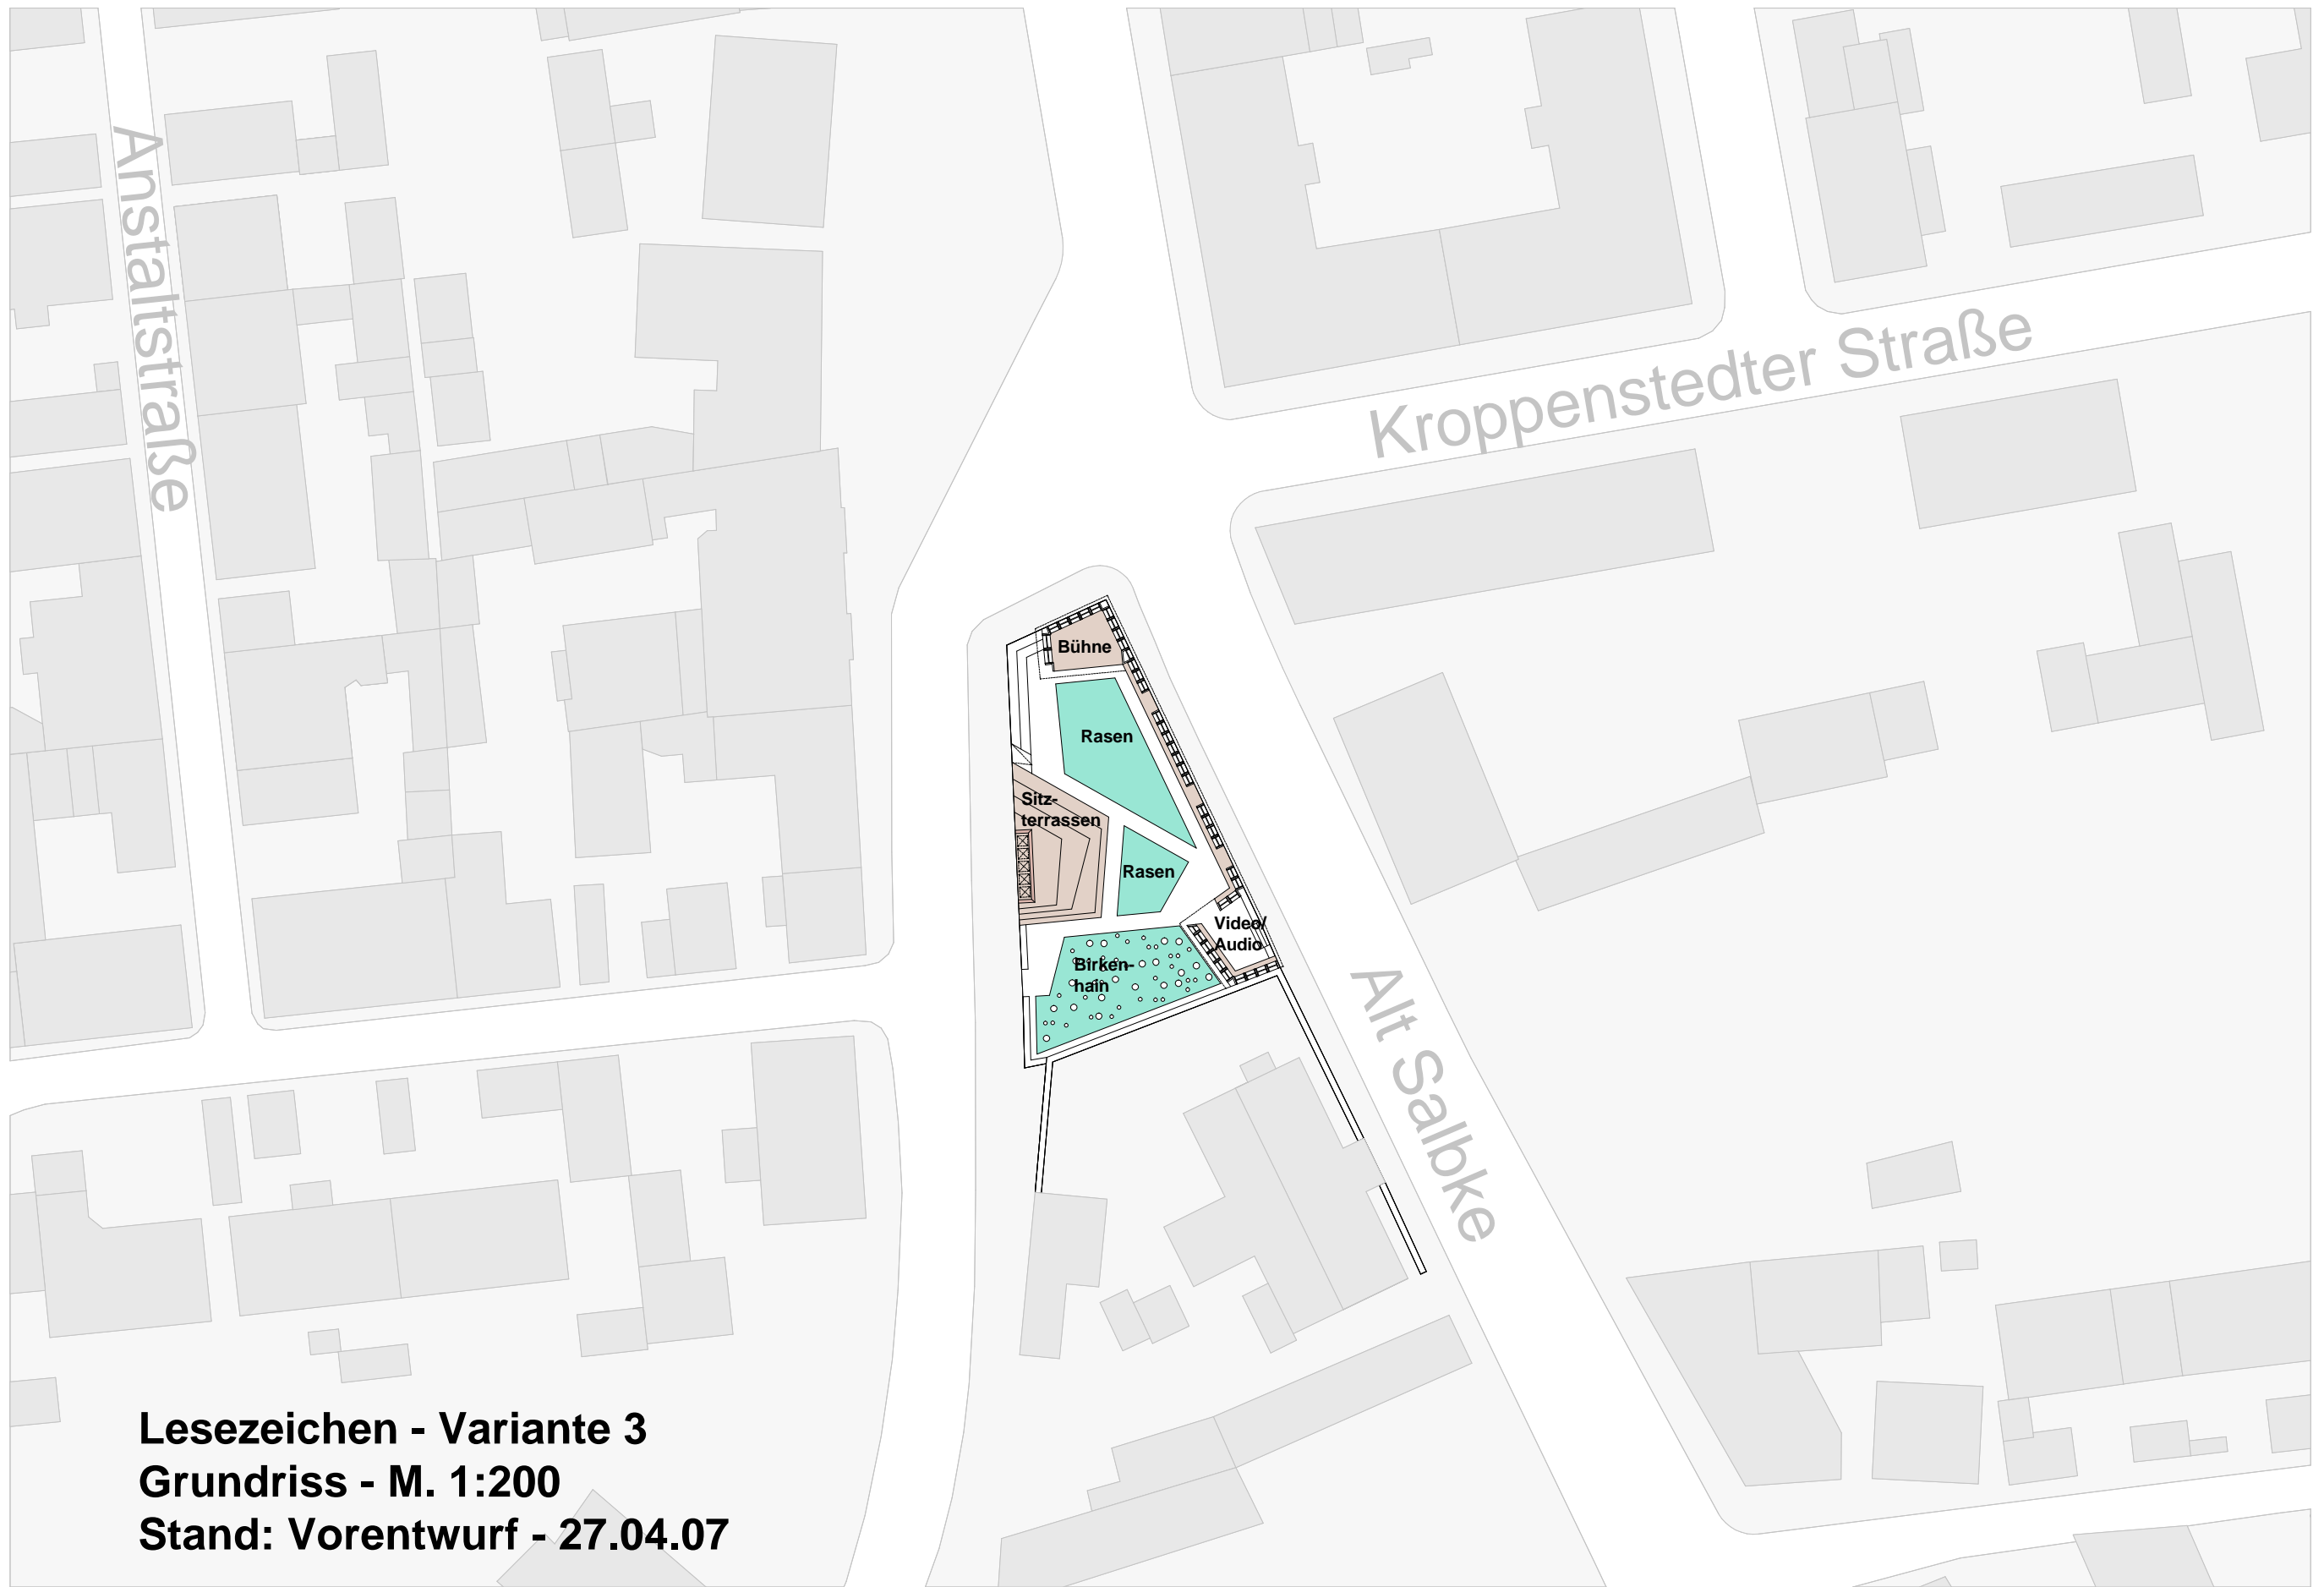 Anstaltstraße
Kroppenstedter Straße
Bühne
Rasen
Sitz-
terrassen
Rasen
Video/
Audio
Birken-
hain
Alt Salbke
Lesezeichen - Variante 3
Grundriss - M. 1:200
Stand: Vorentwurf - 27.04.07